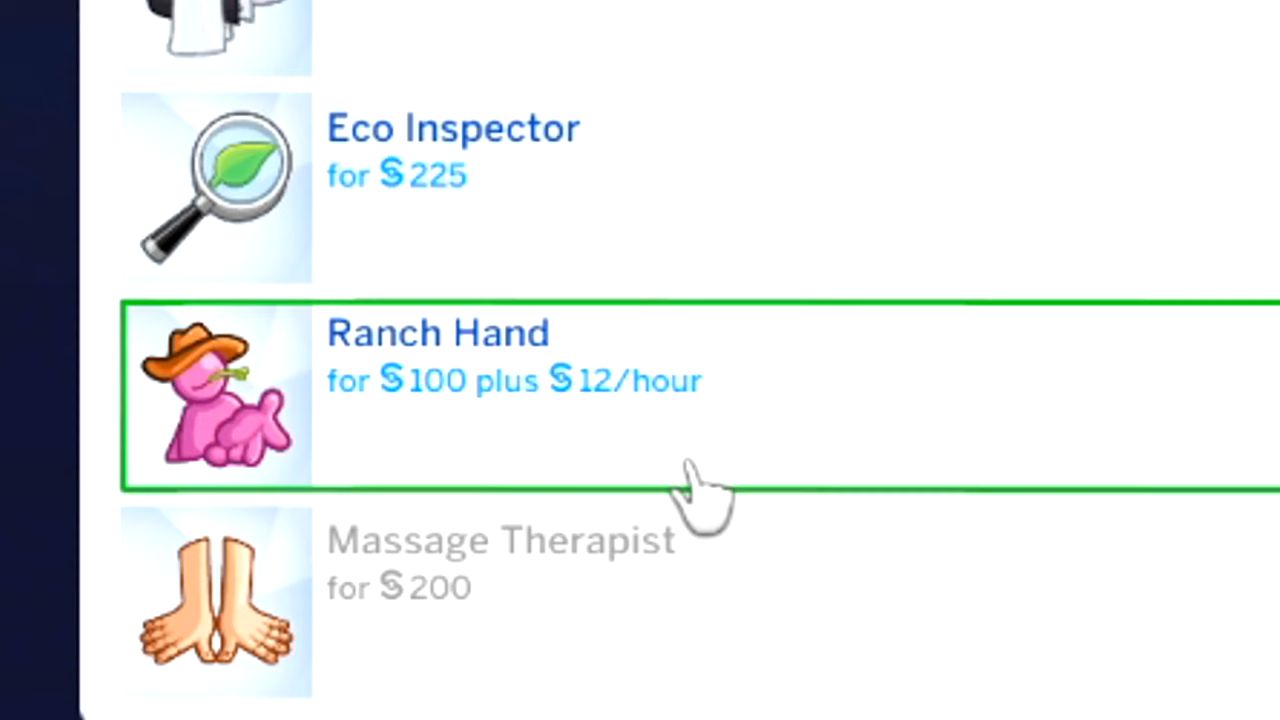 Eco Inspector
for §225
Ranch Hand
for §100 plus §12/hour
Massage Therapist
for §200